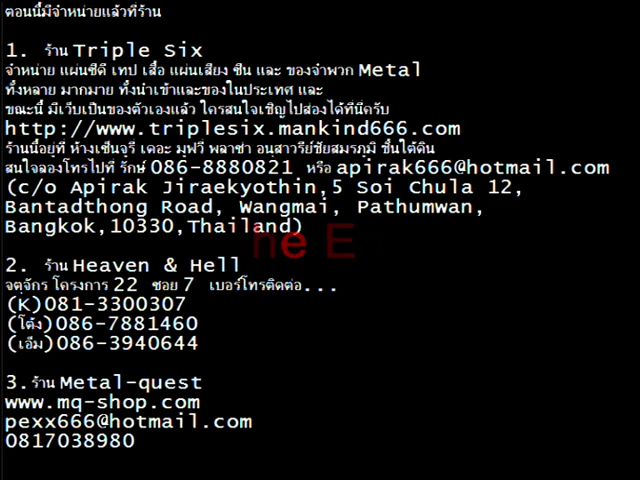 ตอนนี้มีจำหน่ายแล้วที่ร้าน
1. ร้าน Triple Six
จำหน่าย แผ่นซีดี เทป เสื้อ แผ่นเสียง ซีน และ ของจำพวก Metal
ทั้งหลาย มากมาย ทั้งนำเข้าและของในประเทศ และ
ขณะนี้ มีเว็บเป็นของตัวเองแล้ว ใครสนใจเชิญไปส่องได้ที่นี่ครับ
http://www.triplesix.mankind666.com
ร้านนี้อยู่ที่ ห้างเซ็นจูรี่ เดอะ มูฟวี่ พลาซ่า อนุสาวรีย์ชัยสมรภูมิ ชั้นใต้ดิน
สนใจลองโทรไปที่ รักษ์ 086-8880821 หรือ apirak666@hotmail.com
(c/o Apirak Jiraekyothin,5 Soi Chula 12,
Bantadthong Road, Wangmai, Pathumwan,
Bangkok,10330,Thailand)
he E
2. ร้าน Heaven & Hell
จตุจักร โครงการ 22 ซอย 7 เบอร์โทรติดต่อ...
(K)081-3300307
(โต้ง)086-7881460
(เอ็ม)086-3940644
3.ร้าน Metal-quest
www.mq-shop.com
pexx666@hotmail.com
0817038980